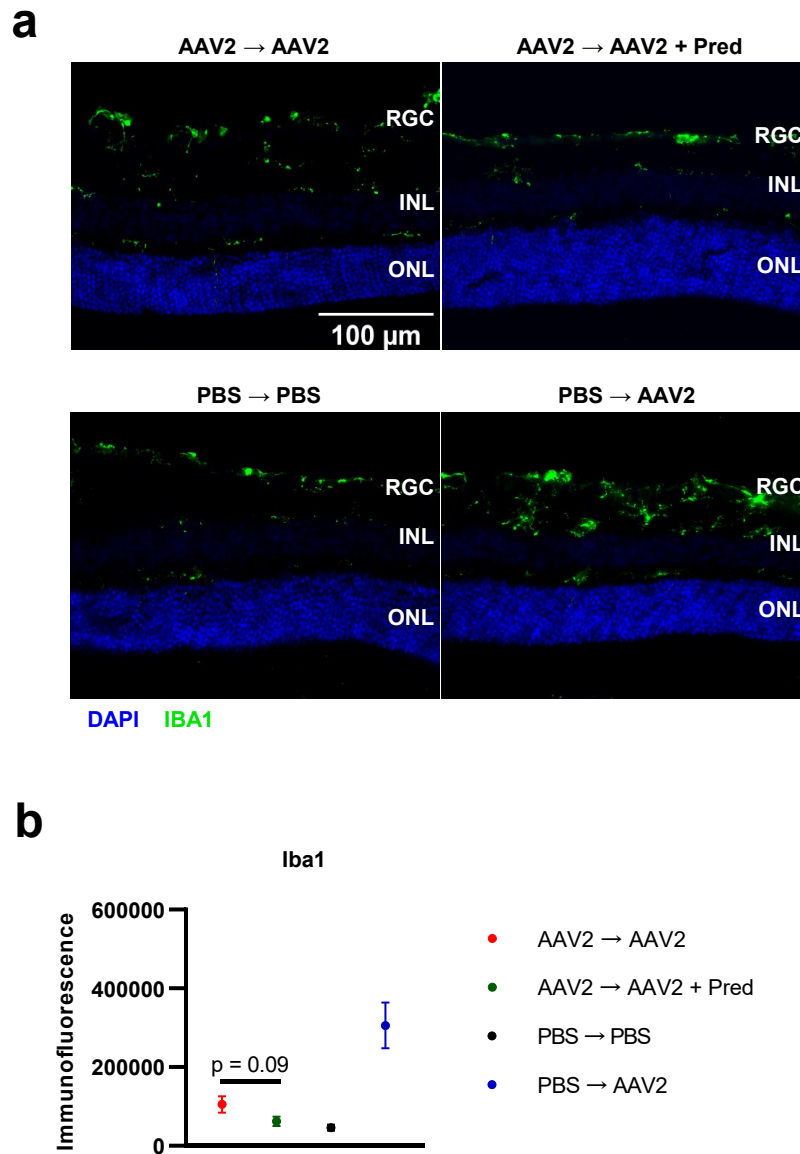 a
AAV2 → AAV2
AAV2 → AAV2 + Pred
RGC
INL
ONL
100 µm
RGC
INL
ONL
PBS → PBS
PBS → AAV2
RGC
INL
ONL
RGC
INL
ONL
DAPI IBA1
b
Iba1
Immunofluorescence
600000
400000
200000
0
p = 0.09
AAV2 → AAV2
AAV2 → AAV2 + Pred
PBS → PBS
PBS → AAV2